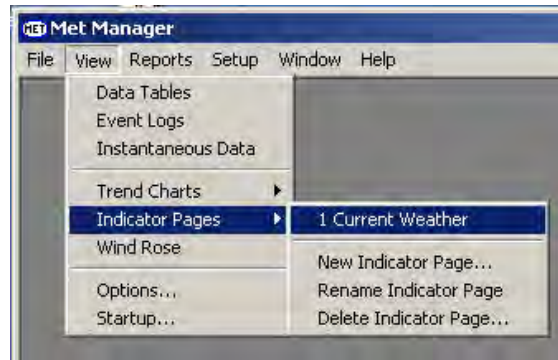 MET Met Manager
File View Reports Setup Window Help
Data Tables
Event Logs
Instantaneous Data
Trend Charts
Indicator Pages
1 Current Weather
Wind Rose
New Indicator Page...
Options...
Rename Indicator Page
Startup...
Delete Indicator Page...